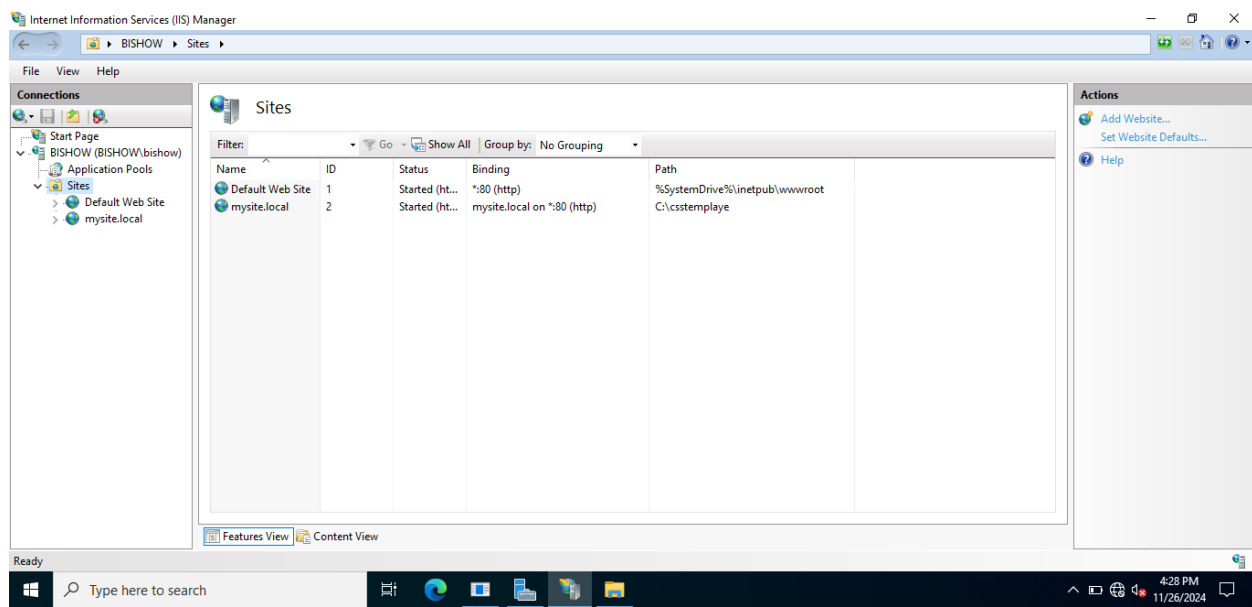 Internet Information Services (IIS) Manager
BISHOW Sites
File View Help
Connections
Start Page
BISHOW (BISHOW\bishow)
Application Pools
Sites
Default Web Site
mysite.local
Sites
Filter: Go Show All Group by: No Grouping
Name ID Status Binding Path
Default Web Site 1 Started (ht... *:80 (http) %SystemDrive%\inetpub\wwwroot
mysite.local 2 Started (ht... mysite.local on *:80 (http) C:\csstemplaye
Features View Content View
Actions
Add Website...
Set Website Defaults...
Help
Ready
Type here to search
4:28 PM
11/26/2024